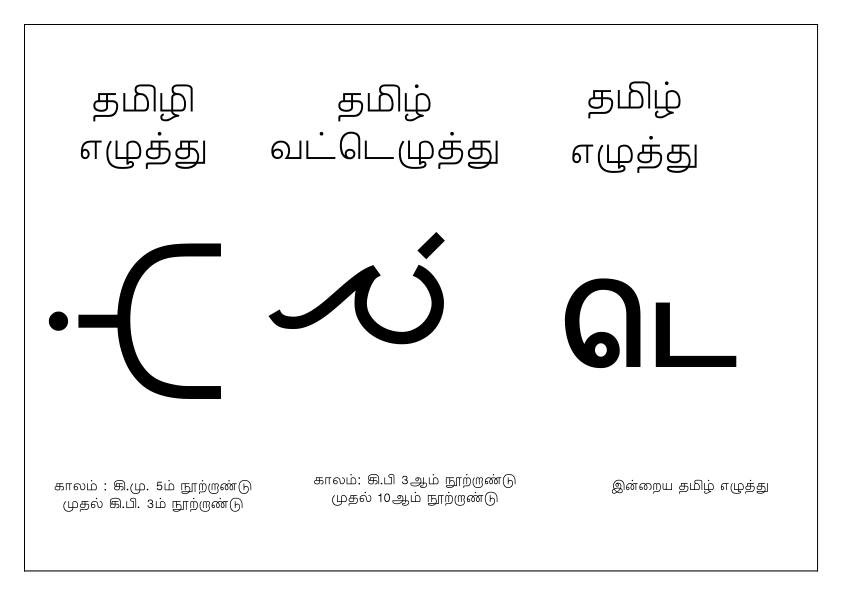 தமிழி
எழுத்து
தமிழ்
வட்டெழுத்து
தமிழ்
எழுத்து
டெ
காலம் : கி.மு. 5ம் நூற்றாண்டு
முதல் கி.பி. 3ம் நூற்றாண்டு
காலம்: கி.பி 3ஆம் நூற்றாண்டு
முதல் 10ஆம் நூற்றாண்டு
இன்றைய தமிழ் எழுத்து